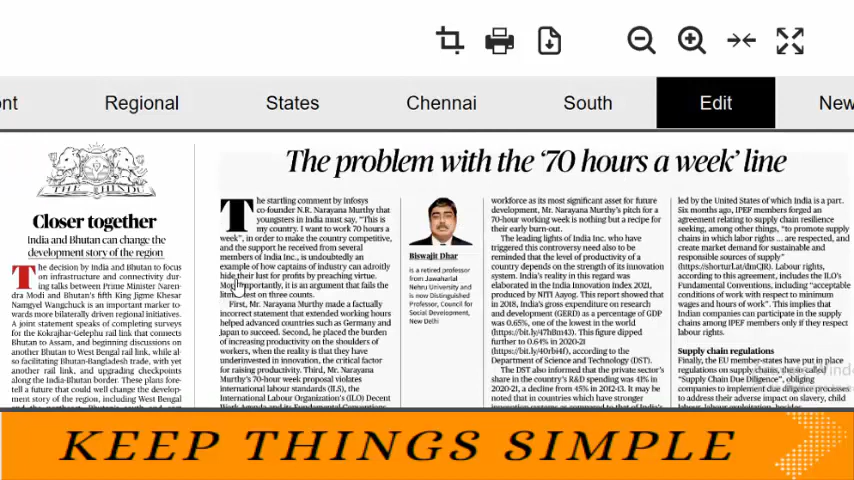 ont
Regional
States
Chennai
South
Edit
New
THE HINDU
Closer together
India and Bhutan can change the
development story of the region
The decision by India and Bhutan to focus
on infrastructure and connectivity dur-
ing talks between Prime Minister Naren-
dra Modi and Bhutan's fifth King Jigme Khesar
Namgyel Wangchuck is an important marker to-
wards more bilaterally driven regional initiatives.
A joint statement speaks of completing surveys
for the Kokrajhar-Gelephu rail link that connects
Bhutan to Assam, and beginning discussions on
another Bhutan to West Bengal rail link, while al-
so facilitating Bhutan-Bangladesh trade, with yet
another rail link, and upgrading checkpoints
along the India-Bhutan border. These plans fore-
tell a future that could well change the develop-
ment story of the region, including West Bengal
The problem with the '70 hours a week' line
The startling comment by Infosys
co-founder N.R. Narayana Murthy that
youngsters in India must say, "This is
my country. I want to work 70 hours a
week", in order to make the country competitive,
and the support he received from several
members of India Inc., is undoubtedly an
example of how captains of industry can adroitly
hide their lust for profits by preaching virtue.
importantly, it is an argument that fails the
test on three counts.
First, Mr. Narayana Murthy made a factually
incorrect statement that extended working hours
helped advanced countries such as Germany and
Japan to succeed. Second, he placed the burden
of increasing productivity on the shoulders of
workers, when the reality is that they have
underinvested in innovation, the critical factor
for raising productivity. Third, Mr. Narayana
Murthy's 70-hour week proposal violates
international labour standards (ILS), the
International Labour Organization's (ILO) Decent
Work Agenda and its Fundamental Conventions
Biswajit Dhar
is a retired professor
from Jawaharlal
Nehru University and
is now Distinguished
Professor, Council for
Social Development,
New Delhi
workforce as its most significant asset for future
development, Mr. Narayana Murthy's pitch for a
70-hour working week is nothing but a recipe for
their early burn-out.
The leading lights of India Inc. who have
triggered this controversy need also to be
reminded that the level of productivity of a
country depends on the strength of its innovation
system. India's reality in this regard was
elaborated in the India Innovation Index 2021,
produced by NITI Aayog. This report showed that
in 2018, India's gross expenditure on research
and development (GERD) as a percentage of GDP
was 0.65%, one of the lowest in the world
This figure dipped
further to 0.64% in 2020-21
according to the
Department of Science and Technology (DST).
The DST also informed that the private sector's
share in the country's R&D spending was 41% in
2020-21, a decline from 45% in 2012-13. It may be
noted that in countries which have stronger
innovation systems as compared to that of India's
led by the United States of which India is a part.
Six months ago, IPEF members forged an
agreement relating to supply chain resilience
seeking, among other things, "to promote supply
chains in which labor rights ... are respected, and
create market demand for sustainable and
responsible sources of supply"
Labour rights,
according to this agreement, includes the ILO's
Fundamental Conventions, including "acceptable
conditions of work with respect to minimum
wages and hours of work". This implies that
Indian companies can participate in the supply
chains among IPEF members only if they respect
labour rights.
Supply chain regulations
Finally, the EU member-states have put in place
regulations on supply chains, so-called
"Supply Chain Due Diligence", obliging
companies to implement due diligence
to address their adverse impact on slavery, child
KEEP THINGS SIMPLE